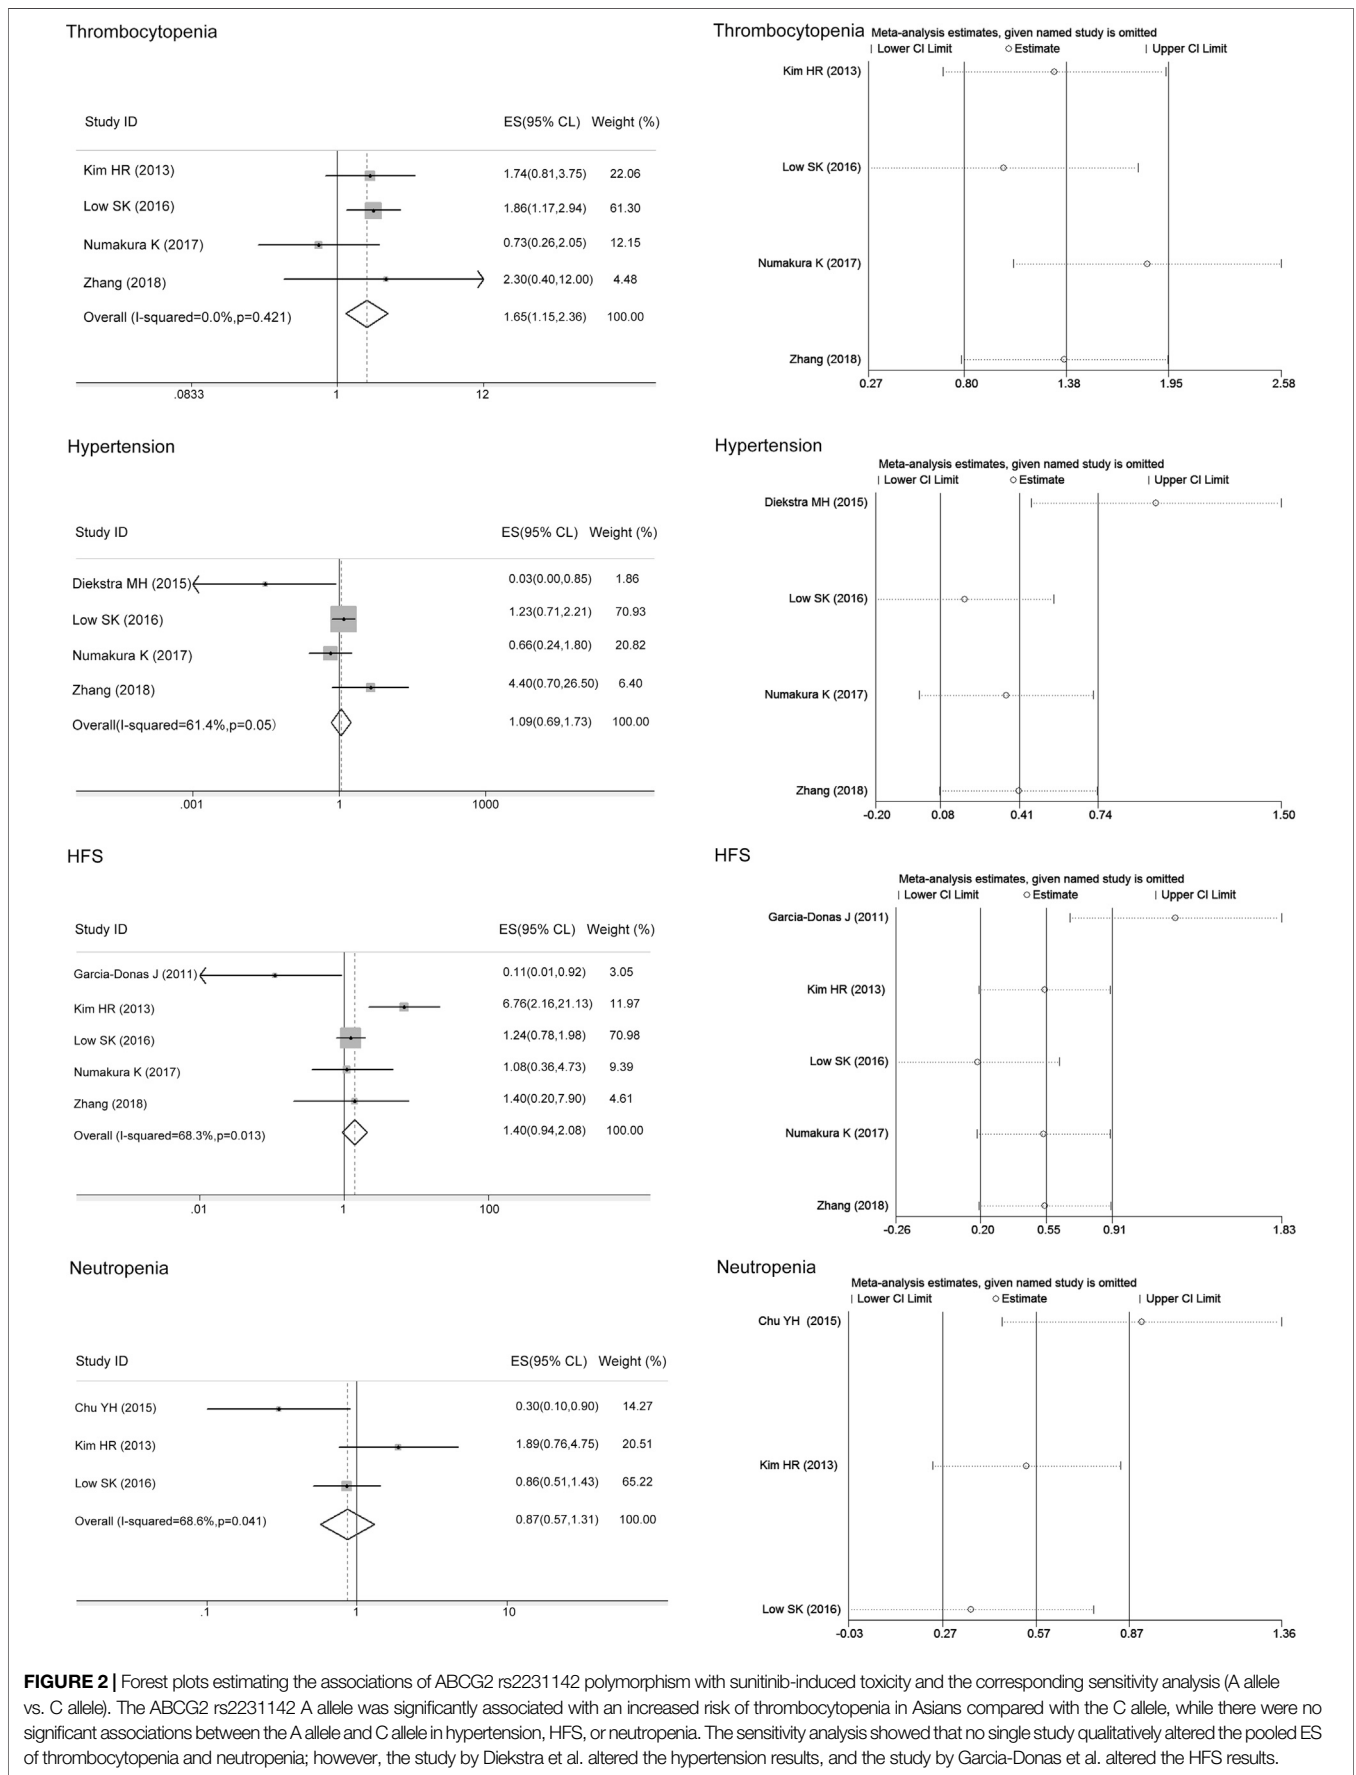 Thrombocytopenia
Study ID ES(95% CL) Weight (%)
Kim HR (2013) 1.74(0.81,3.75) 22.06
Low SK (2016) 1.86(1.17,2.94) 61.30
Numakura K (2017) 0.73(0.26,2.05) 12.15
Zhang (2018) 2.30(0.40,12.00) 4.48
Overall (I-squared=0.0%,p=0.421) 1.65(1.15,2.36) 100.00
.0833 1 12
Thrombocytopenia
Meta-analysis estimates, given named study is omitted
| Lower CI Limit ○ Estimate | Upper CI Limit
Kim HR (2013)
Low SK (2016)
Numakura K (2017)
Zhang (2018)
0.27 0.80 1.38 1.95 2.58
Hypertension
Study ID ES(95% CL) Weight (%)
Diekstra MH (2015) 0.03(0.00,0.85) 1.86
Low SK (2016) 1.23(0.71,2.21) 70.93
Numakura K (2017) 0.66(0.24,1.80) 20.82
Zhang (2018) 4.40(0.70,26.50) 6.40
Overall(I-squared=61.4%,p=0.05) 1.09(0.69,1.73) 100.00
.001 1 1000
Hypertension
Meta-analysis estimates, given named study is omitted
| Lower CI Limit ○ Estimate | Upper CI Limit
Diekstra MH (2015)
Low SK (2016)
Numakura K (2017)
Zhang (2018)
-0.20 0.08 0.41 0.74 1.50
HFS
Study ID ES(95% CL) Weight (%)
Garcia-Donas J (2011) 0.11(0.01,0.92) 3.05
Kim HR (2013) 6.76(2.16,21.13) 11.97
Low SK (2016) 1.24(0.78,1.98) 70.98
Numakura K (2017) 1.08(0.36,4.73) 9.39
Zhang (2018) 1.40(0.20,7.90) 4.61
Overall (I-squared=68.3%,p=0.013) 1.40(0.94,2.08) 100.00
.01 1 100
HFS
Meta-analysis estimates, given named study is omitted
| Lower CI Limit ○ Estimate | Upper CI Limit
Garcia-Donas J (2011)
Kim HR (2013)
Low SK (2016)
Numakura K (2017)
Zhang (2018)
-0.26 0.20 0.55 0.91 1.83
Neutropenia
Study ID ES(95% CL) Weight (%)
Chu YH (2015) 0.30(0.10,0.90) 14.27
Kim HR (2013) 1.89(0.76,4.75) 20.51
Low SK (2016) 0.86(0.51,1.43) 65.22
Overall (I-squared=68.6%,p=0.041) 0.87(0.57,1.31) 100.00
.1 1 10
Neutropenia
Meta-analysis estimates, given named study is omitted
| Lower CI Limit ○ Estimate | Upper CI Limit
Chu YH (2015)
Kim HR (2013)
Low SK (2016)
-0.03 0.27 0.57 0.87 1.36
FIGURE 2 | Forest plots estimating the associations of ABCG2 rs2231142 polymorphism with sunitinib-induced toxicity and the corresponding sensitivity analysis (A allele
vs. C allele). The ABCG2 rs2231142 A allele was significantly associated with an increased risk of thrombocytopenia in Asians compared with the C allele, while there were no
significant associations between the A allele and C allele in hypertension, HFS, or neutropenia. The sensitivity analysis showed that no single study qualitatively altered the pooled ES
of thrombocytopenia and neutropenia; however, the study by Diekstra et al. altered the hypertension results, and the study by Garcia-Donas et al. altered the HFS results.